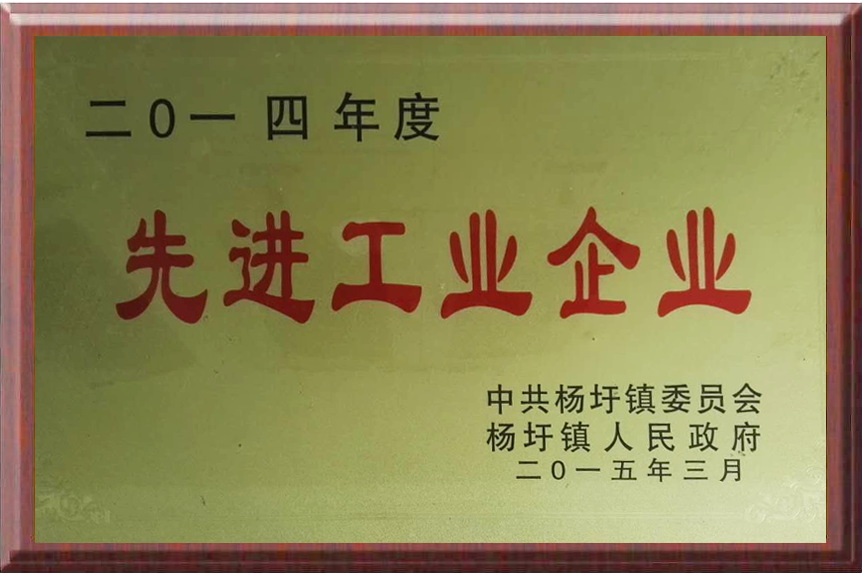 二0一四年度
先进工业企业
中共杨圩镇委员会
杨圩镇人民政府
二0一五年三月